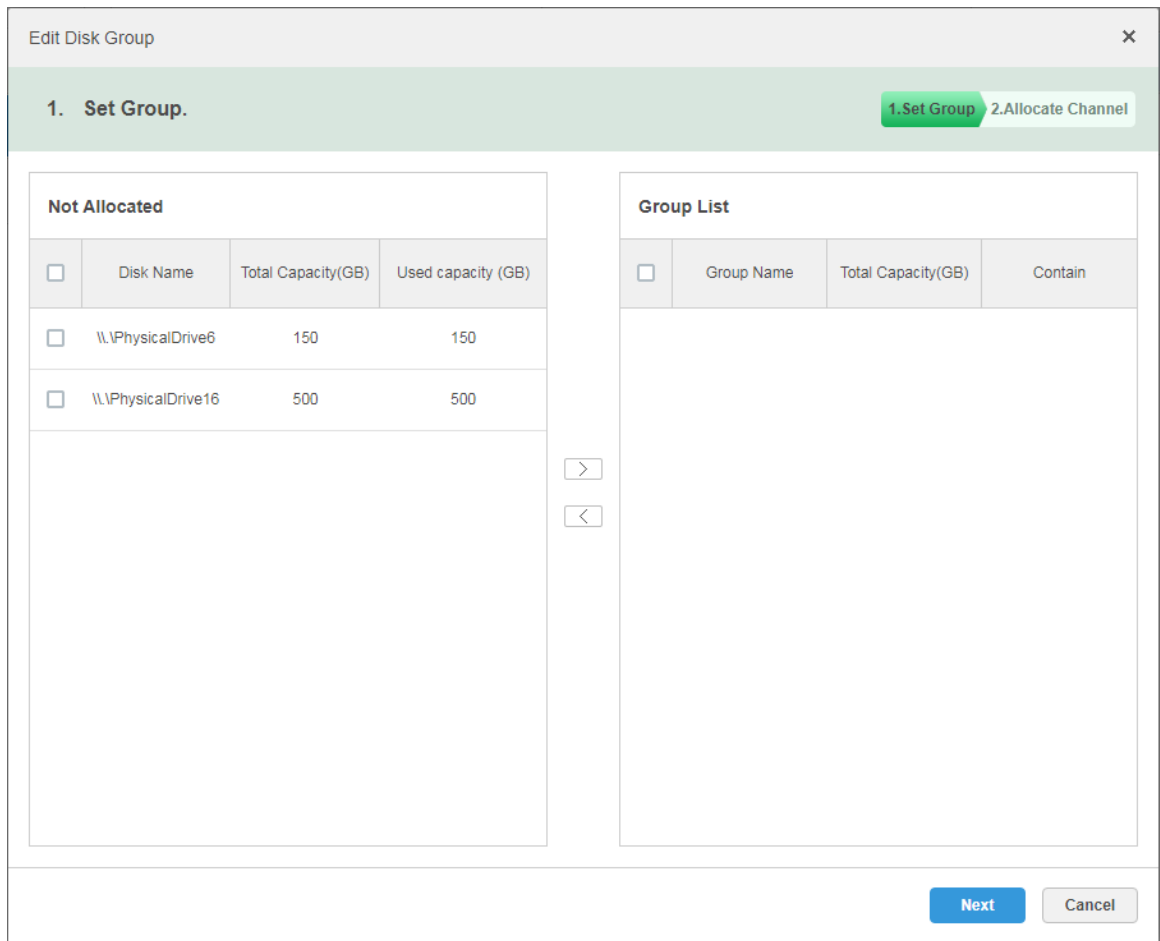 Edit Disk Group
1. Set Group.
1.Set Group 2.Allocate Channel
Not Allocated
Disk Name Total Capacity(GB) Used capacity (GB)
\\.\PhysicalDrive6 150 150
\\.\PhysicalDrive16 500 500
Group List
Group Name Total Capacity(GB) Contain
Next Cancel